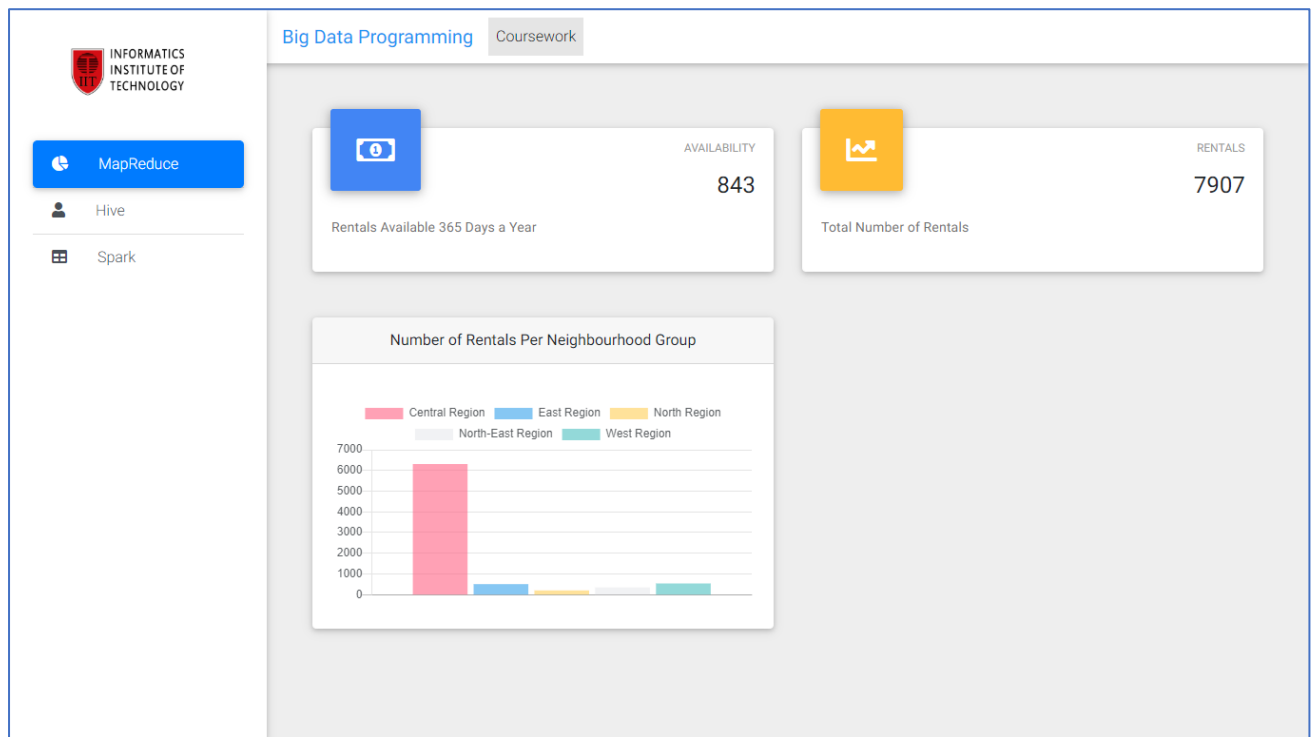 INFORMATICS
INSTITUTE OF
TECHNOLOGY
IIT
MapReduce
Hive
Spark
Big Data Programming Coursework
1
AVAILABILITY
843
Rentals Available 365 Days a Year
RENTALS
7907
Total Number of Rentals
Number of Rentals Per Neighbourhood Group
Central Region East Region North Region
North-East Region West Region
7000
6000
5000
4000
3000
2000
1000
0